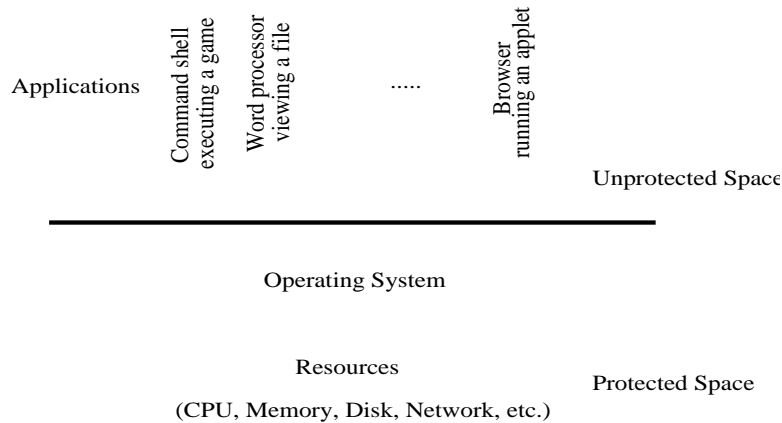 Applications
Command shell
executing a game
Word processor
viewing a file
.....
Browser
running an applet
Unprotected Space
Operating System
Resources
(CPU, Memory, Disk, Network, etc.)
Protected Space